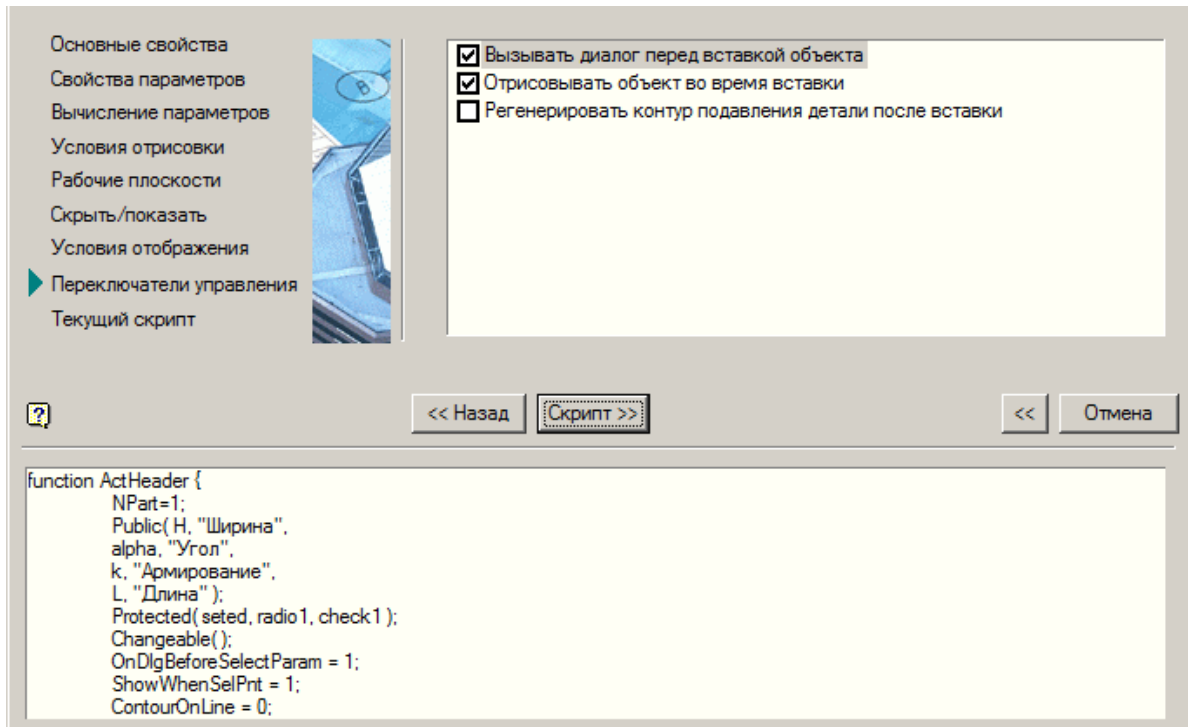 Основные свойства
Свойства параметров
Вычисление параметров
Условия отрисовки
Рабочие плоскости
Скрыть/показать
Условия отображения
Переключатели управления
Текущий скрипт
B
Вызывать диалог перед вставкой объекта
Отрисовывать объект во время вставки
Регенерировать контур подавления детали после вставки
?
<< Назад
Скрипт >>
<<
Отмена
function ActHeader {
NPart=1;
Public( H, "Ширина",
alpha, "Угол",
k, "Армирование",
L, "Длина" );
Protected( seted, radio1, check1 );
Changeable( );
OnDlgBeforeSelectParam = 1;
ShowWhenSelPnt = 1;
ContourOnLine = 0;